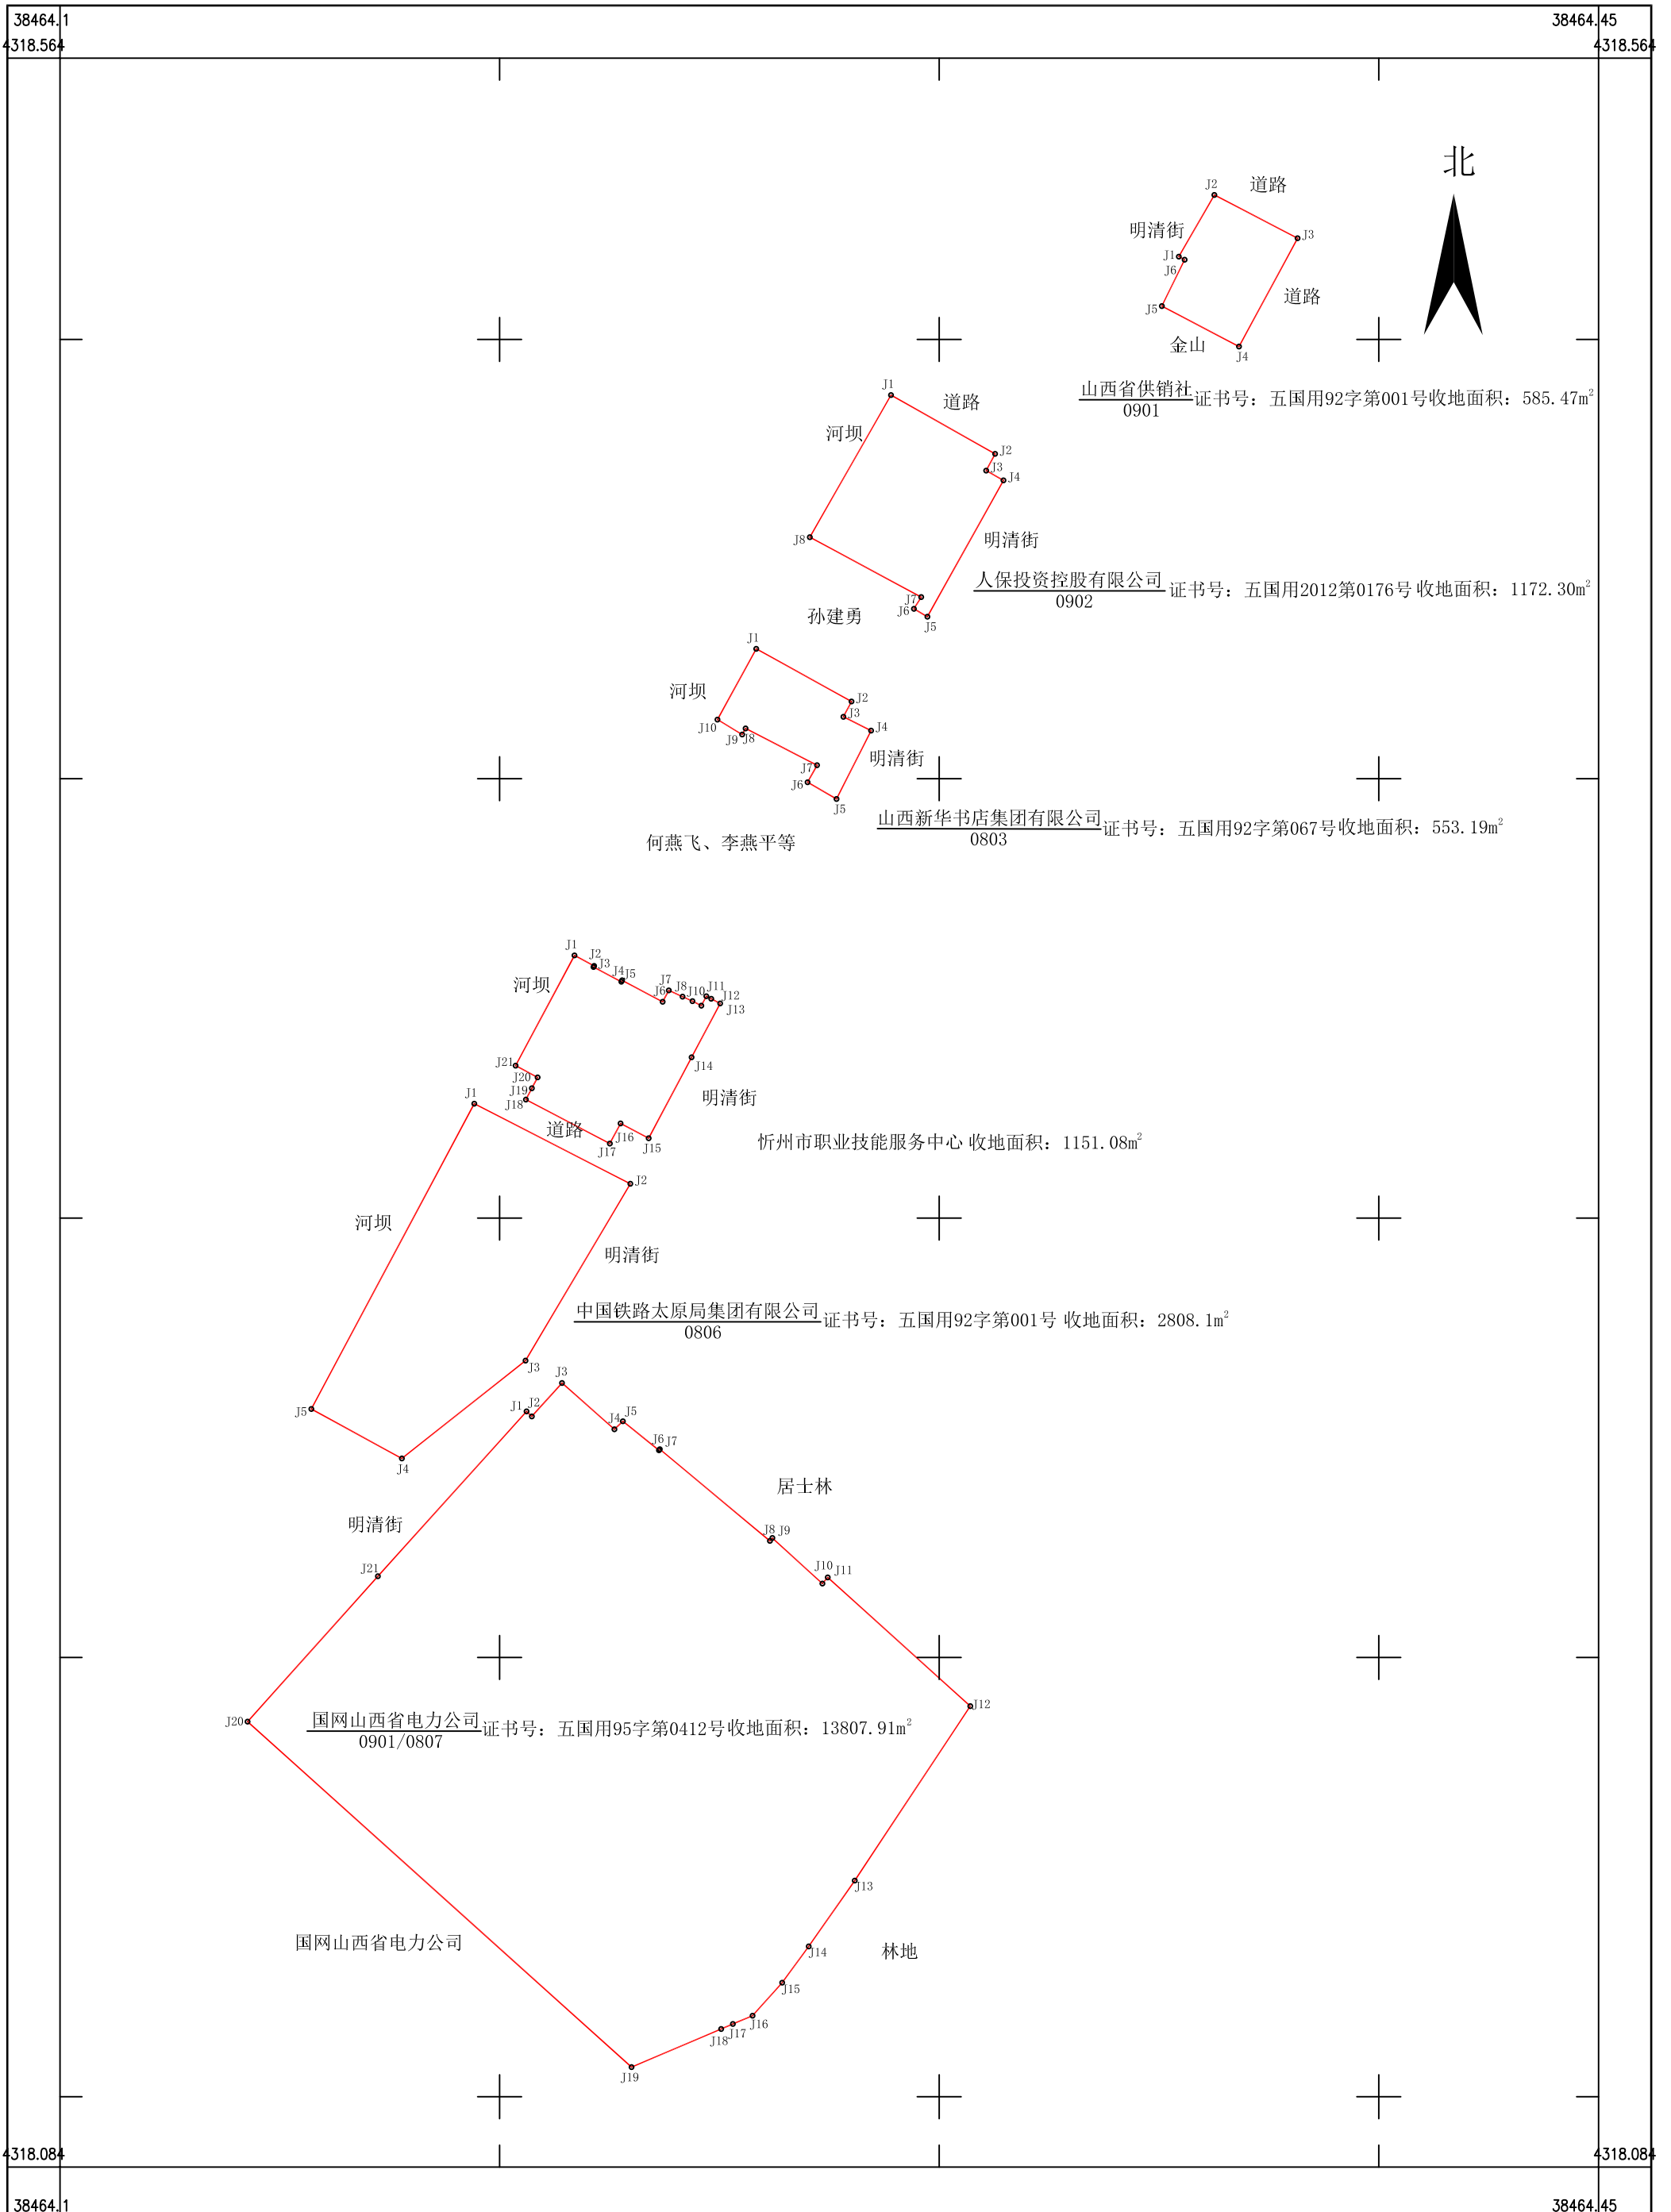 38464.1
38464.45
4318.564
4318.564
北
J2
道路
明清街
J3
J1
J6
道路
J5
金山
J4
山西省供销社
0901
证书号：五国用92字第001号收地面积：585.47m²
J1
道路
河坝
J2
J3
J4
J8
明清街
人保投资控股有限公司
0902
证书号：五国用2012第0176号 收地面积：1172.30m²
J7
J6
J5
孙建勇
J1
河坝
J2
J3
J10
J4
J9
J8
明清街
J7
J6
J5
山西新华书店集团有限公司
0803
证书号：五国用92字第067号收地面积：553.19m²
何燕飞、李燕平等
J1
J2
J3
J4
J5
河坝
J7
J6
J8
J10
J11
J12
J13
J21
J14
J20
J19
J18
明清街
道路
J16
J17
J15
忻州市职业技能服务中心 收地面积：1151.08m²
J1
J2
河坝
明清街
中国铁路太原局集团有限公司
0806
证书号：五国用92字第001号 收地面积：2808.1m²
J3
J5
J4
J3
J1
J2
J4
J5
J6
J7
居士林
明清街
J8
J9
J10
J11
J21
J12
J20
国网山西省电力公司
0901/0807
证书号：五国用95字第0412号收地面积：13807.91m²
J13
国网山西省电力公司
林地
J14
J15
J16
J17
J18
J19
4318.084
4318.084
38464.1
38464.45